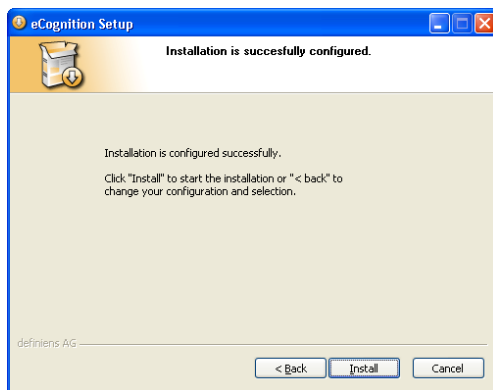 eCognition Setup
Installation is succesfully configured.
Installation is configured successfully.
Click "Install" to start the installation or "< back" to
change your configuration and selection.
definiens AG
< Back Install Cancel